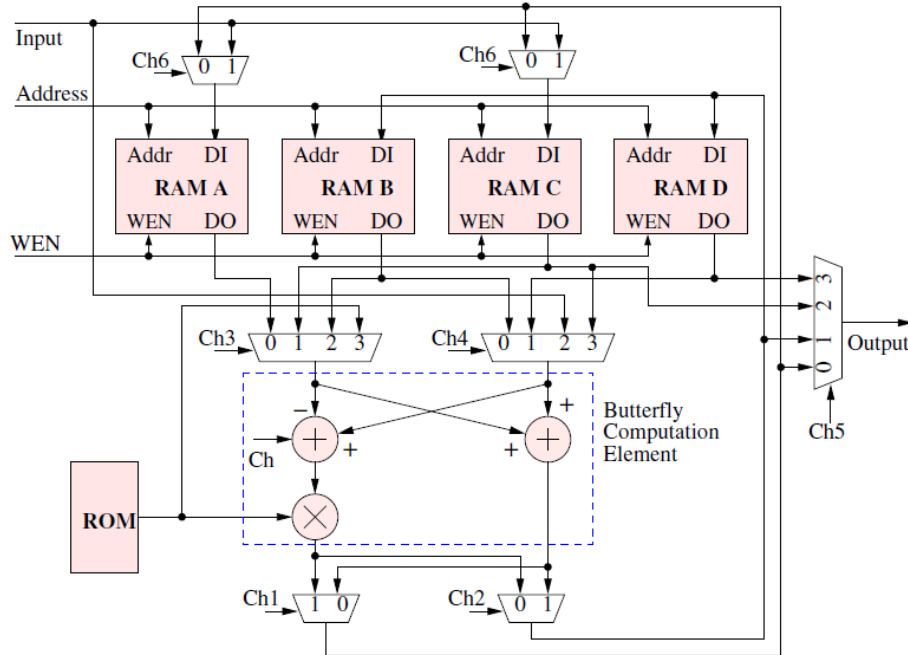 Input
Ch6 0 1 Ch6 0 1
Address
Addr DI Addr DI Addr DI Addr DI
RAM A RAM B RAM C RAM D
WEN DO WEN DO WEN DO WEN DO
WEN
3
2
1
0
Output
Ch5
Ch3 0 1 2 3 Ch4 0 1 2 3
− +
+ +
+ +
Ch
Butterfly
Computation
Element
ROM
×
Ch1 1 0 Ch2 0 1